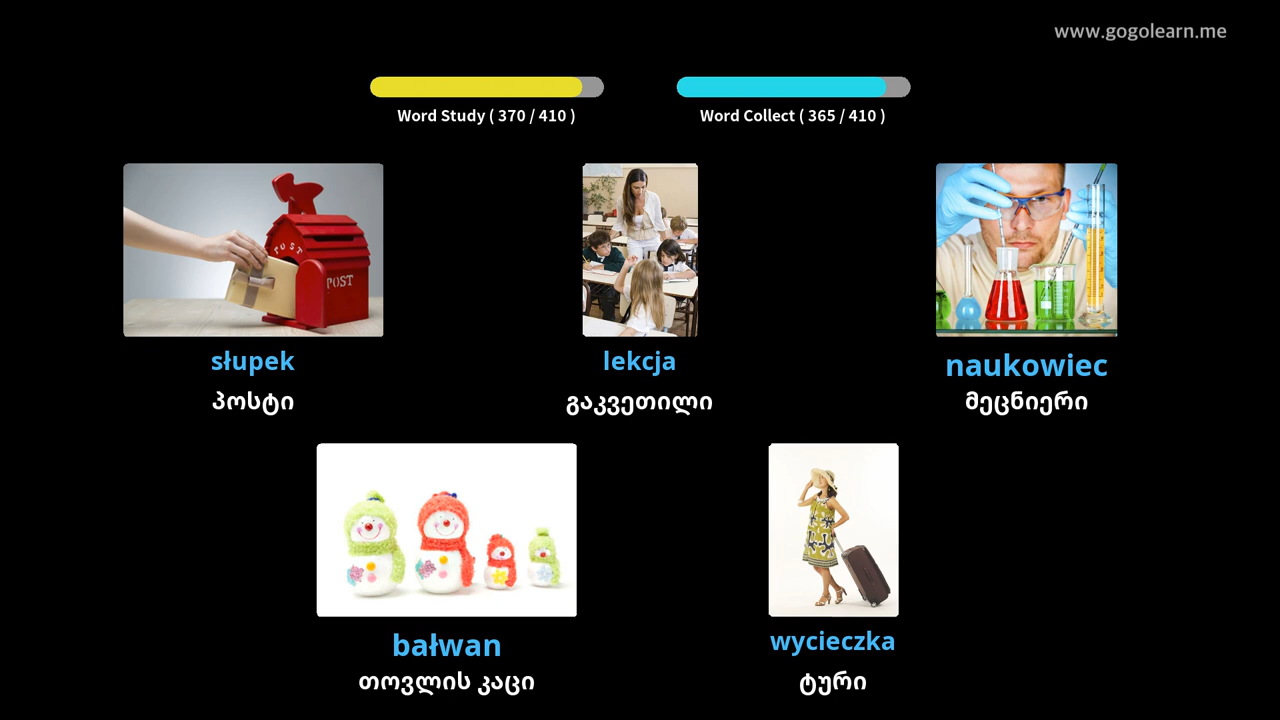 www.gogolearn.me
Word Study ( 370 / 410 )
Word Collect ( 365 / 410 )
POST
POST
słupek
lekcja
naukowiec
პოსტი
გაკვეთილი
მეცნიერი
bałwan
wycieczka
თოვლის კაცი
ტური